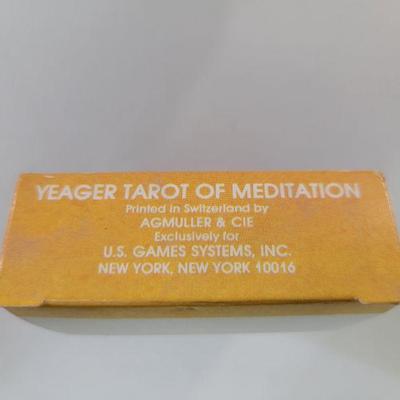 YEAGER TAROT OF MEDITATION
Printed in Switzerland by
AGMULLER & CIE
Exclusively for
U.S. GAMES SYSTEMS, INC.
NEW YORK, NEW YORK 10016